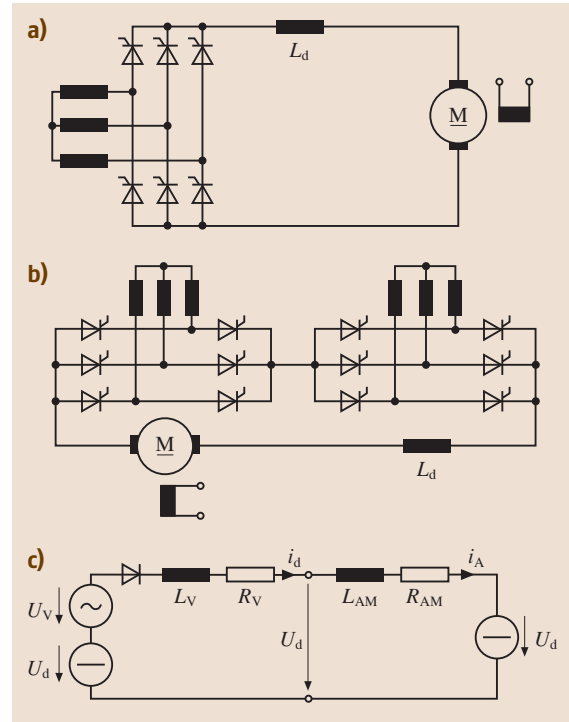 a)
L_d
M
b)
M
L_d
c)
i_d
i_A
L_V
R_V
L_AM
R_AM
U_V
U_d
U_d
U_d